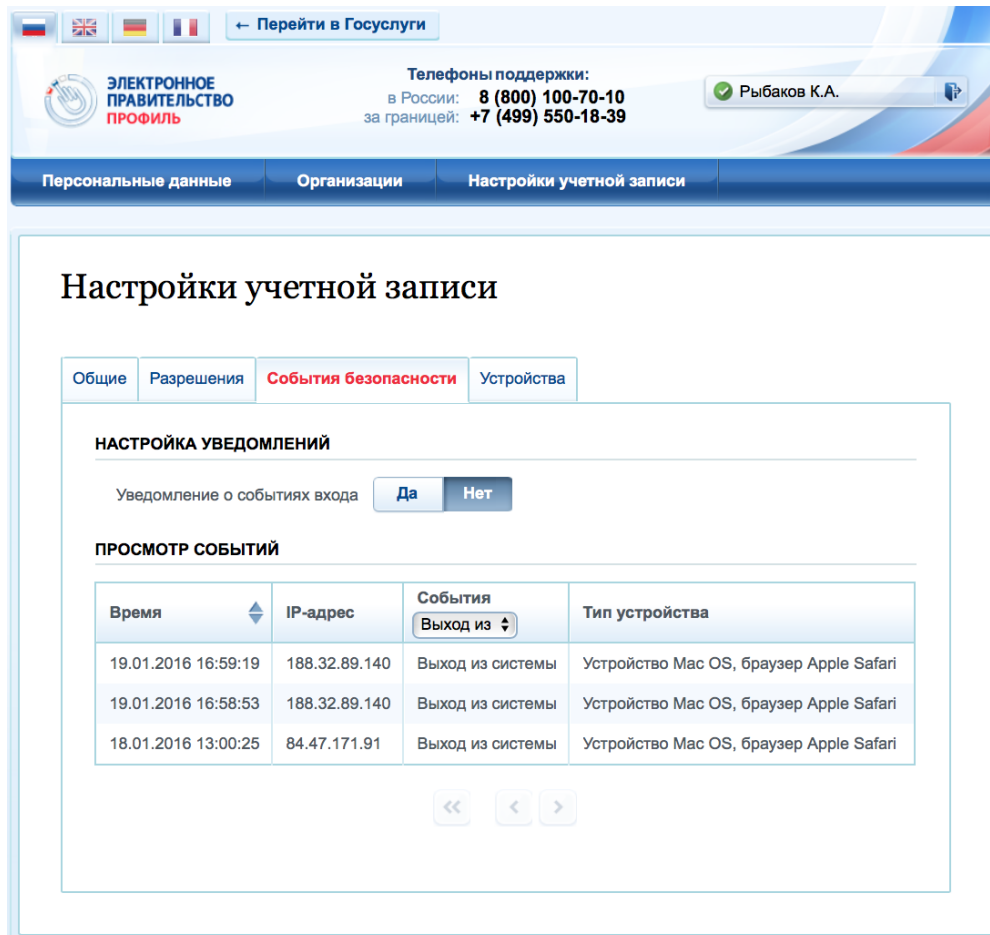 ← Перейти в Госуслуги
ЭЛЕКТРОННОЕ
ПРАВИТЕЛЬСТВО
ПРОФИЛЬ
Телефоны поддержки:
в России: 8 (800) 100-70-10
за границей: +7 (499) 550-18-39
Рыбаков К.А.
Персональные данные Организации Настройки учетной записи
Настройки учетной записи
Общие Разрешения События безопасности Устройства
НАСТРОЙКА УВЕДОМЛЕНИЙ
Уведомление о событиях входа Да Нет
ПРОСМОТР СОБЫТИЙ
Время IP-адрес События Тип устройства
Выход из
19.01.2016 16:59:19 188.32.89.140 Выход из системы Устройство Mac OS, браузер Apple Safari
19.01.2016 16:58:53 188.32.89.140 Выход из системы Устройство Mac OS, браузер Apple Safari
18.01.2016 13:00:25 84.47.171.91 Выход из системы Устройство Mac OS, браузер Apple Safari